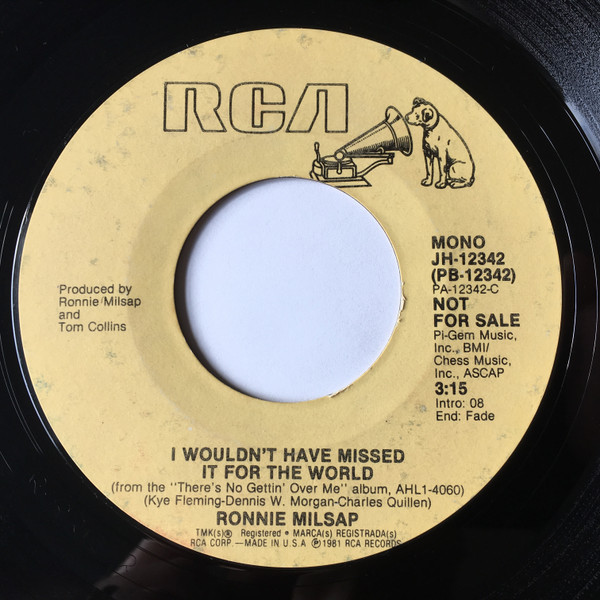 RCA
MONO
JH-12342
(PB-12342)
PA-12342-C
NOT
FOR SALE
Pi-Gem Music,
Inc., BMI/
Chess Music,
Inc., ASCAP
3:15
Intro: 08
End: Fade
Produced by
Ronnie Milsap
and
Tom Collins
I WOULDN'T HAVE MISSED
IT FOR THE WORLD
(from the "There's No Gettin' Over Me" album, AHL1-4060)
(Kye Fleming-Dennis W. Morgan-Charles Quillen)
RONNIE MILSAP
TMK(s)® Registered • MARCA(s) REGISTRADA(s)
RCA CORP.—MADE IN U.S.A ℗ 1981 RCA RECORDS